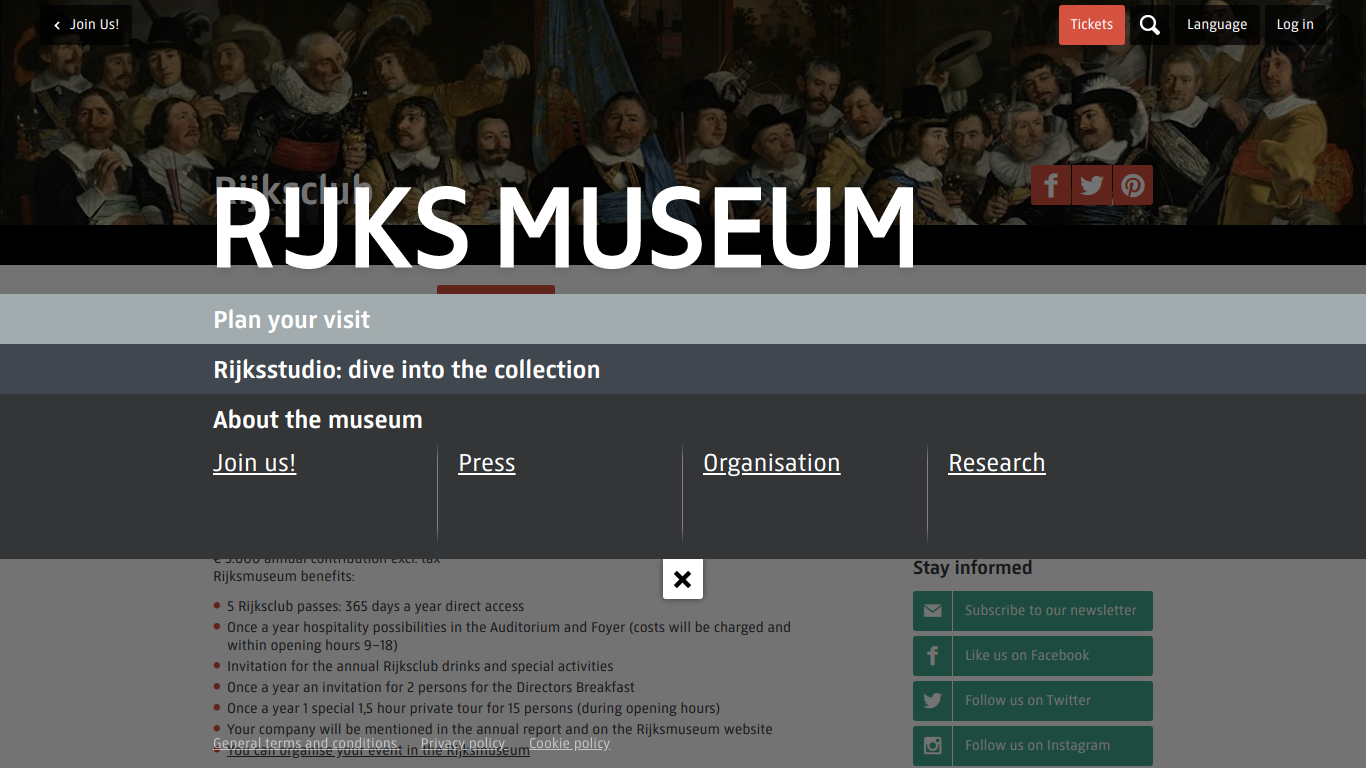 Join Us!
Tickets
Language
Log in
Rijksclub
RIJKS MUSEUM
Plan your visit
Rijksstudio: dive into the collection
About the museum
Join us!
Press
Organisation
Research
€ 5.000 annual contribution excl. tax
Rijksmuseum benefits:
5 Rijksclub passes: 365 days a year direct access
Once a year hospitality possibilities in the Auditorium and Foyer (costs will be charged and
within opening hours 9–18)
Invitation for the annual Rijksclub drinks and special activities
Once a year an invitation for 2 persons for the Directors Breakfast
Once a year 1 special 1,5 hour private tour for 15 persons (during opening hours)
Your company will be mentioned in the annual report and on the Rijksmuseum website
You can organise your event in the Rijksmuseum
General terms and conditions
Privacy policy
Cookie policy
Stay informed
Subscribe to our newsletter
Like us on Facebook
Follow us on Twitter
Follow us on Instagram